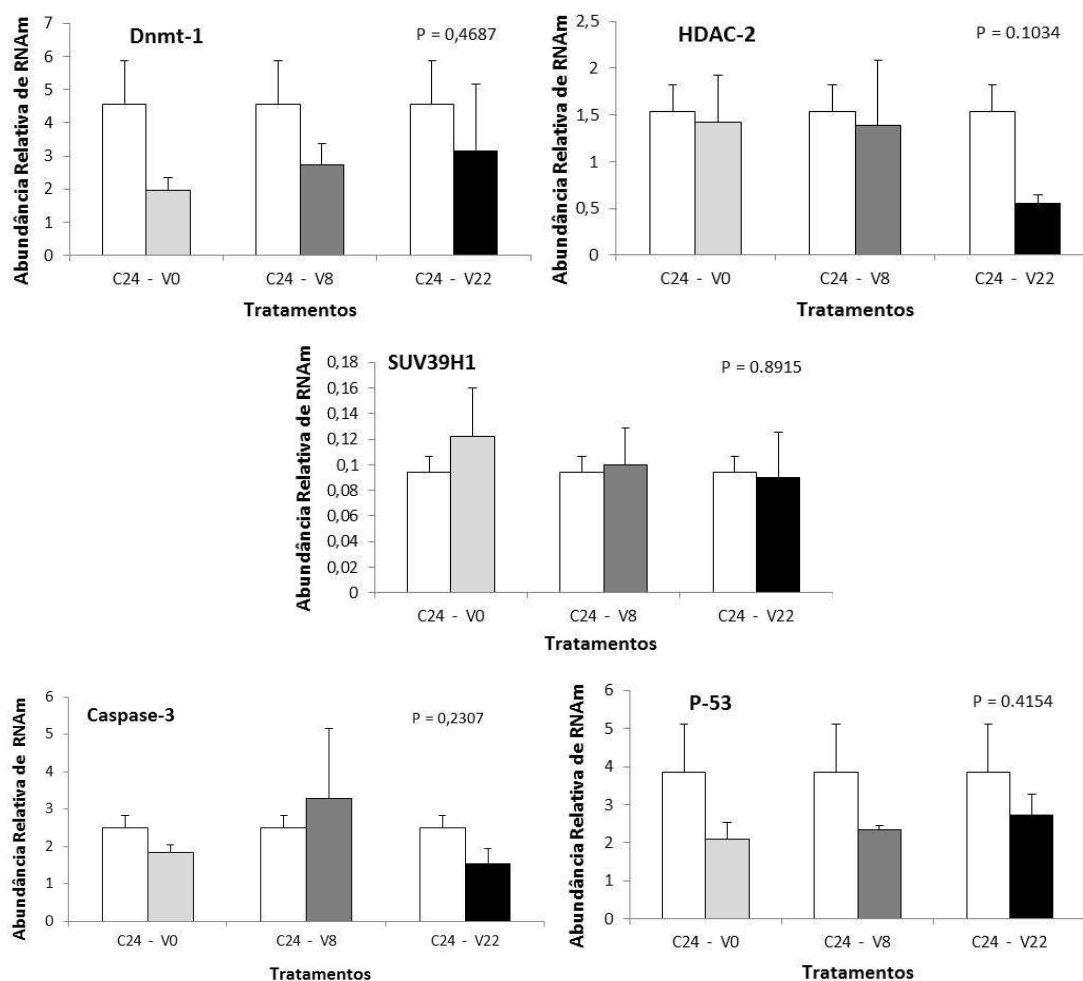 Dnmt-1
P = 0,4687
Abundância Relativa de RNAm
7
6
5
4
3
2
1
0
C24 - V0
C24 - V8
C24 - V22
Tratamentos
HDAC-2
P = 0.1034
Abundância Relativa de RNAm
2,5
2
1,5
1
0,5
0
C24 - V0
C24 - V8
C24 - V22
Tratamentos
SUV39H1
P = 0.8915
Abundância Relativa de RNAm
0,18
0,16
0,14
0,12
0,1
0,08
0,06
0,04
0,02
0
C24 - V0
C24 - V8
C24 - V22
Tratamentos
Caspase-3
P = 0,2307
Abundância Relativa de RNAm
6
5
4
3
2
1
0
C24 - V0
C24 - V8
C24 - V22
Tratamentos
P-53
P = 0.4154
Abundância Relativa de RNAm
6
5
4
3
2
1
0
C24 - V0
C24 - V8
C24 - V22
Tratamentos